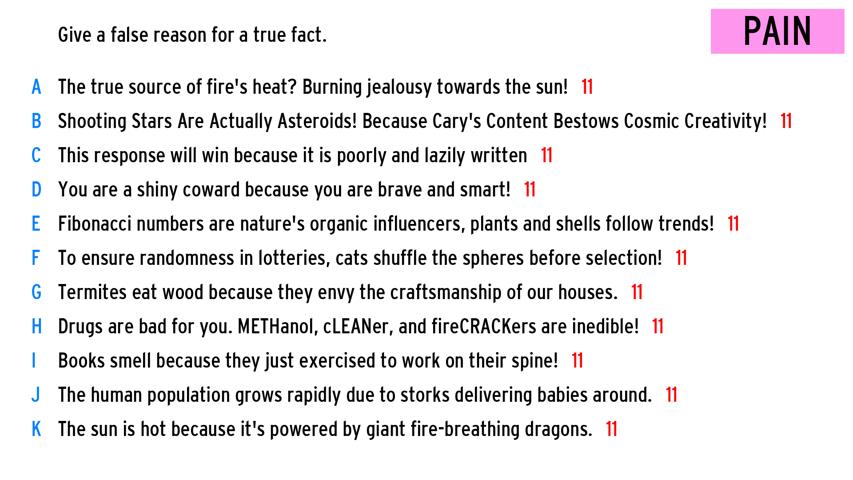 Give a false reason for a true fact.
PAIN
A The true source of fire's heat? Burning jealousy towards the sun! 11
B Shooting Stars Are Actually Asteroids! Because Cary's Content Bestows Cosmic Creativity! 11
C This response will win because it is poorly and lazily written 11
D You are a shiny coward because you are brave and smart! 11
E Fibonacci numbers are nature's organic influencers, plants and shells follow trends! 11
F To ensure randomness in lotteries, cats shuffle the spheres before selection! 11
G Termites eat wood because they envy the craftsmanship of our houses. 11
H Drugs are bad for you. METHanol, cLEANer, and fireCRACKers are inedible! 11
I Books smell because they just exercised to work on their spine! 11
J The human population grows rapidly due to storks delivering babies around. 11
K The sun is hot because it's powered by giant fire-breathing dragons. 11